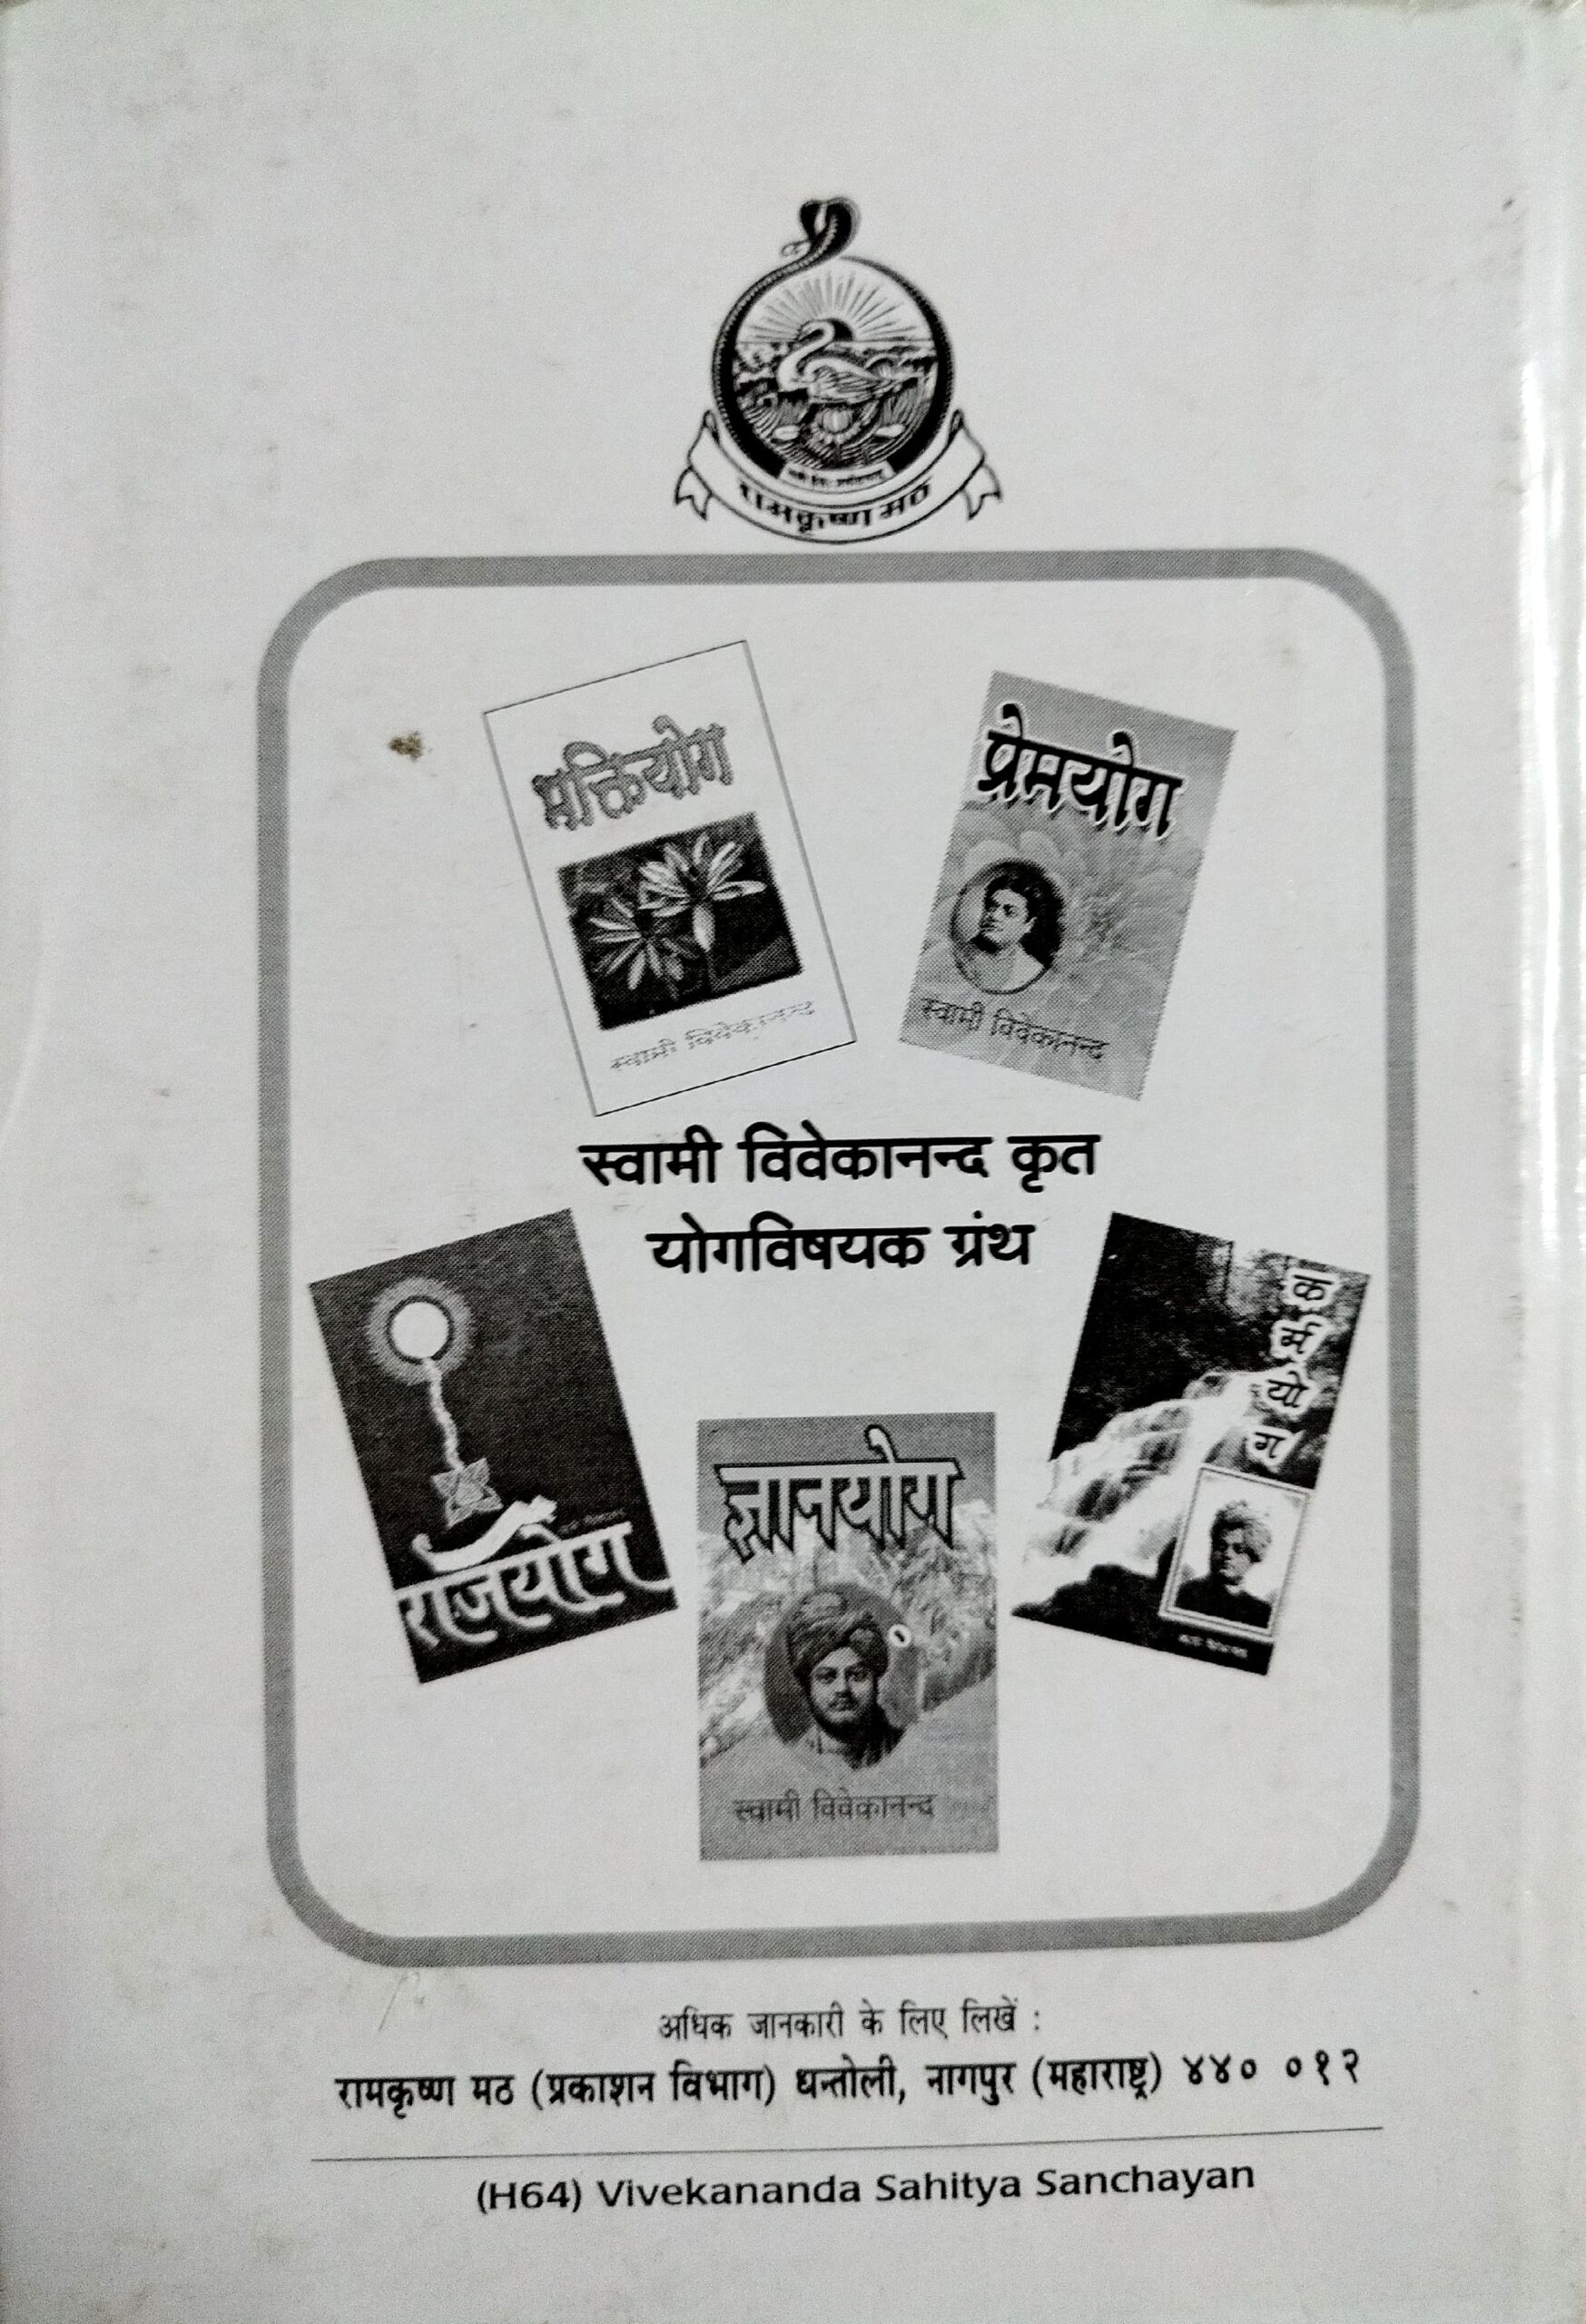 रामकृष्ण मठ
भक्तियोग
स्वामी विवेकानन्द
प्रेमयोग
स्वामी विवेकानन्द
स्वामी विवेकानन्द कृत
योगविषयक ग्रंथ
राजयोग
ज्ञानयोग
स्वामी विवेकानन्द
क
र्म
यो
ग
अधिक जानकारी के लिए लिखें :
रामकृष्ण मठ (प्रकाशन विभाग) धन्तोली, नागपुर (महाराष्ट्र) ४४० ०१२
(H64) Vivekananda Sahitya Sanchayan